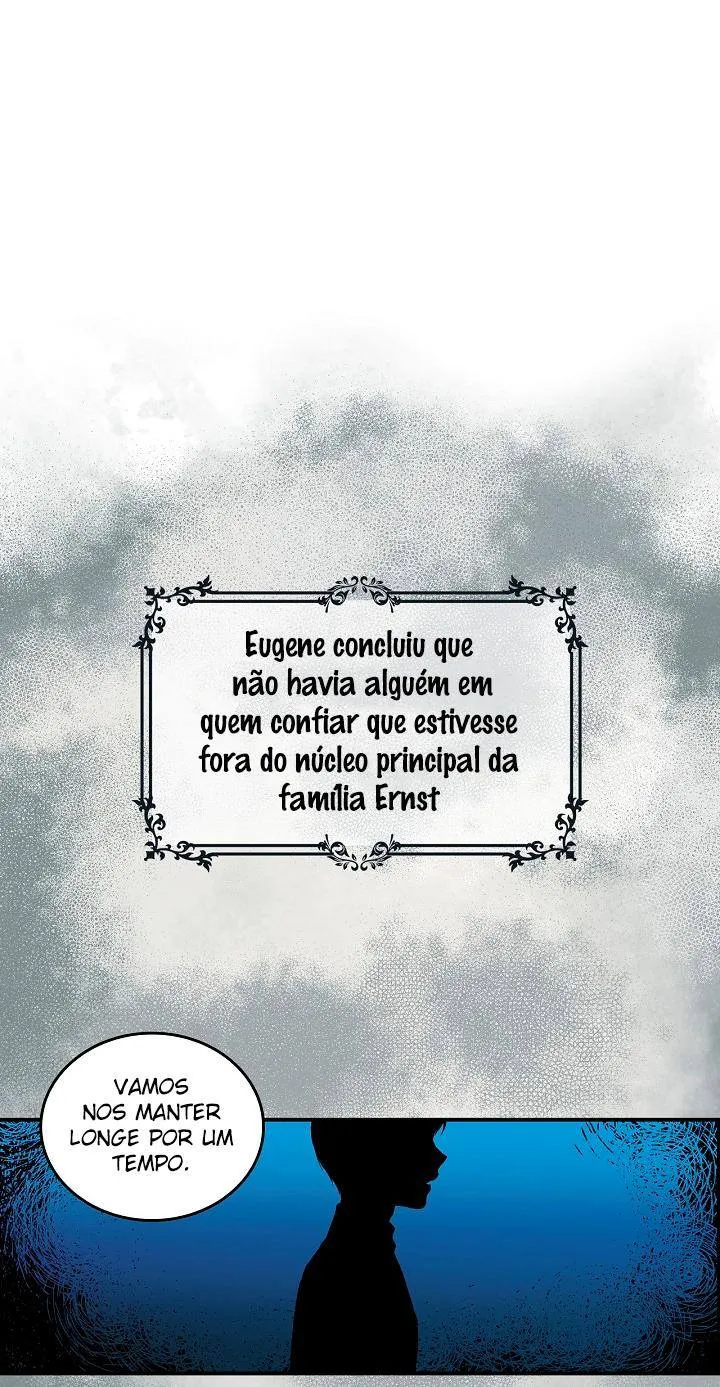 Eugene concluiu que
não havia alguém em
quem confiar que estivesse
fora do núcleo principal da
família Ernst
VAMOS
NOS MANTER
LONGE POR UM
TEMPO.